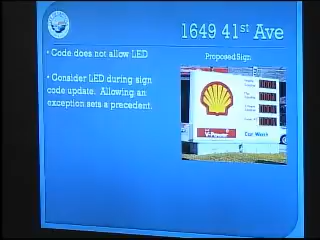 1649 41st Ave
• Code does not allow LED
• Consider LED during sign
code update. Allowing an
exception sets a precedent.
Proposed Sign
Car Wash